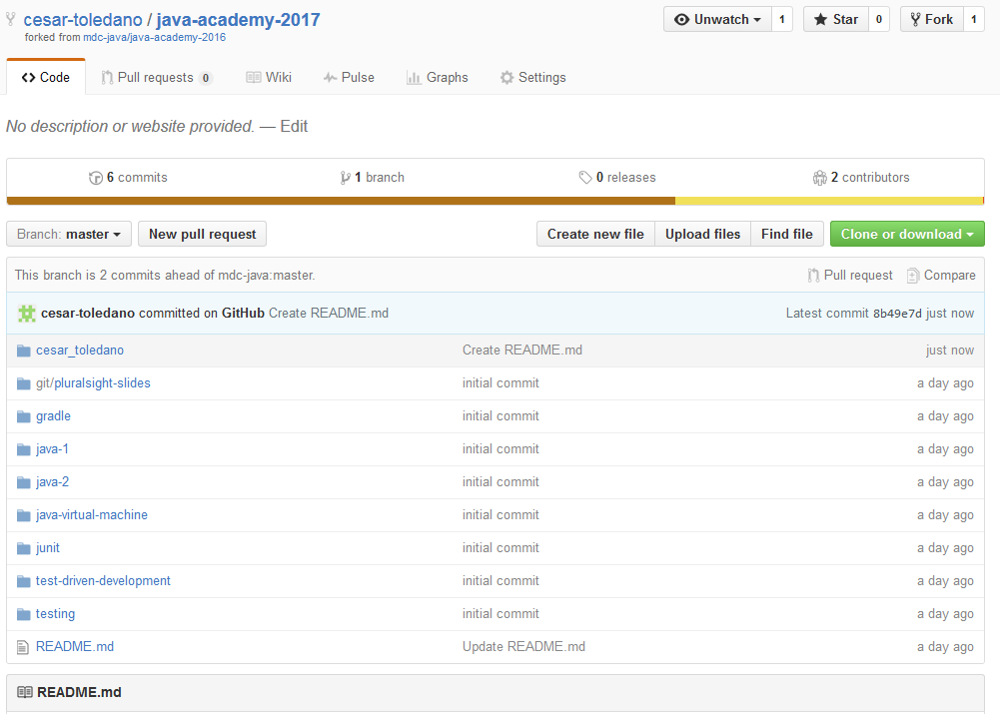 cesar-toledano / java-academy-2017 Unwatch 1 Star 0 Fork 1
forked from mdc-java/java-academy-2016
Code Pull requests 0 Wiki Pulse Graphs Settings
No description or website provided. — Edit
6 commits 1 branch 0 releases 2 contributors
Branch: master New pull request Create new file Upload files Find file Clone or download
This branch is 2 commits ahead of mdc-java:master. Pull request Compare
cesar-toledano committed on GitHub Create README.md Latest commit 8b49e7d just now
cesar_toledano Create README.md just now
git/pluralsight-slides initial commit a day ago
gradle initial commit a day ago
java-1 initial commit a day ago
java-2 initial commit a day ago
java-virtual-machine initial commit a day ago
junit initial commit a day ago
test-driven-development initial commit a day ago
testing initial commit a day ago
README.md Update README.md a day ago
README.md